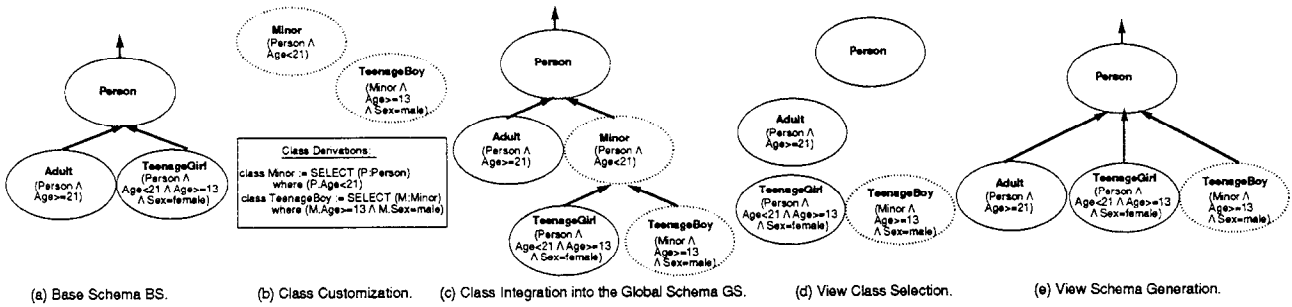 Person
Adult
(Person Λ
Age>=21)
TeenageGirl
(Person Λ
Age<21 Λ Age>=13
Λ Sex=female)
(a) Base Schema BS.
Minor
(Person Λ
Age<21)
TeenageBoy
(Minor Λ
Age>=13
Λ Sex=male)
Class Derivations:
class Minor := SELECT (P:Person)
where (P.Age<21)
class TeenageBoy := SELECT (M:Minor)
where (M.Age>=13 Λ M.Sex=male)
(b) Class Customization.
Person
Adult
(Person Λ
Age>=21)
Minor
(Person Λ
Age<21)
TeenageGirl
(Person Λ
Age<21 Λ Age>=13
Λ Sex=female)
TeenageBoy
(Minor Λ
Age>=13
Λ Sex=male)
(c) Class Integration into the Global Schema GS.
Person
Adult
(Person Λ
Age>=21)
TeenageGirl
(Person Λ
Age<21 Λ Age>=13
Λ Sex=female)
TeenageBoy
(Minor Λ
Age>=13
Λ Sex=male)
(d) View Class Selection.
Person
Adult
(Person Λ
Age>=21)
TeenageGirl
(Person Λ
Age<21 Λ Age>=13
Λ Sex=female)
TeenageBoy
(Minor Λ
Age>=13
Λ Sex=male)
(e) View Schema Generation.